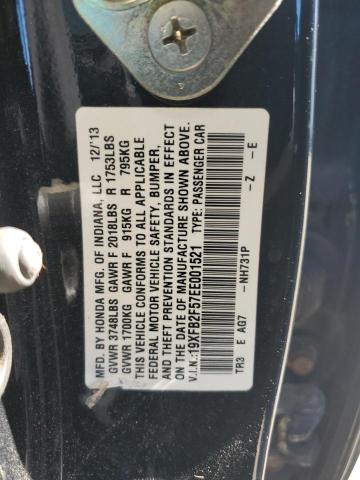 MFD. BY HONDA MFG. OF INDIANA, LLC 12/'13
GVWR 3748LBS GAWR F 2018LBS R 1753LBS
GVWR 1700KG GAWR F 915KG R 795KG
THIS VEHICLE CONFORMS TO ALL APPLICABLE
FEDERAL MOTOR VEHICLE SAFETY, BUMPER,
AND THEFT PREVENTION STANDARDS IN EFFECT
ON THE DATE OF MANUFACTURE SHOWN ABOVE.
V.I.N.:19XFB2F57EE001521 TYPE: PASSENGER CAR
TR3 E AG7 -NH731P -Z -E